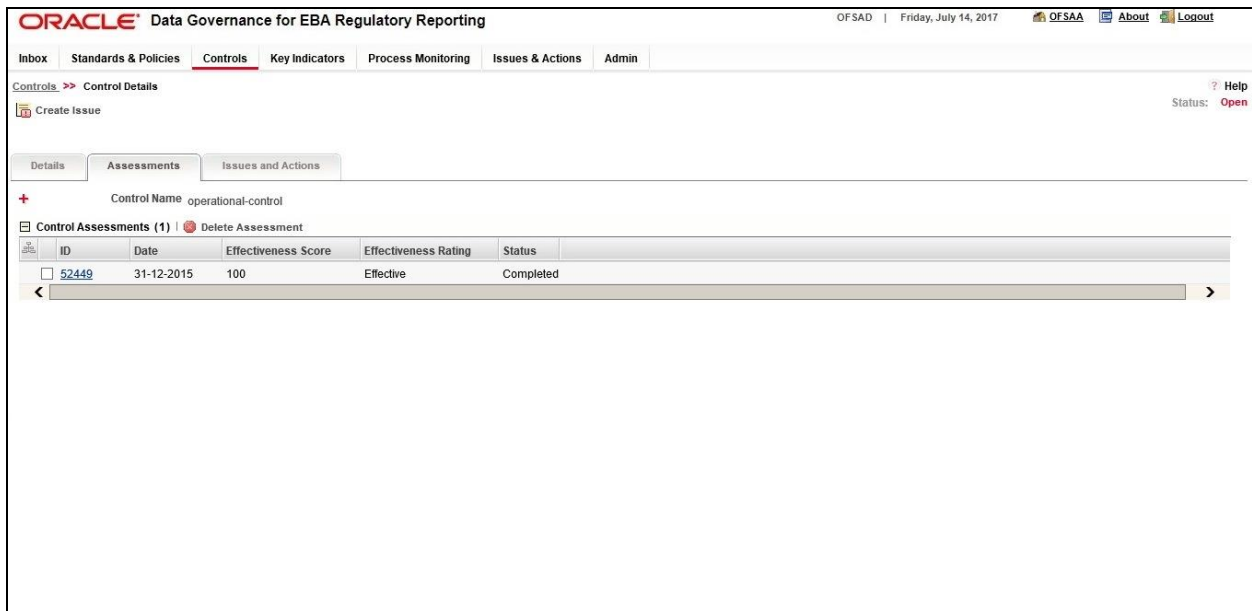 ORACLE® Data Governance for EBA Regulatory Reporting OFSAD | Friday, July 14, 2017 OFSAA About Logout
Inbox Standards & Policies Controls Key Indicators Process Monitoring Issues & Actions Admin
Controls >> Control Details ? Help
Create Issue Status: Open
Details Assessments Issues and Actions
+ Control Name operational-control
Control Assessments (1) | Delete Assessment
ID Date Effectiveness Score Effectiveness Rating Status
52449 31-12-2015 100 Effective Completed